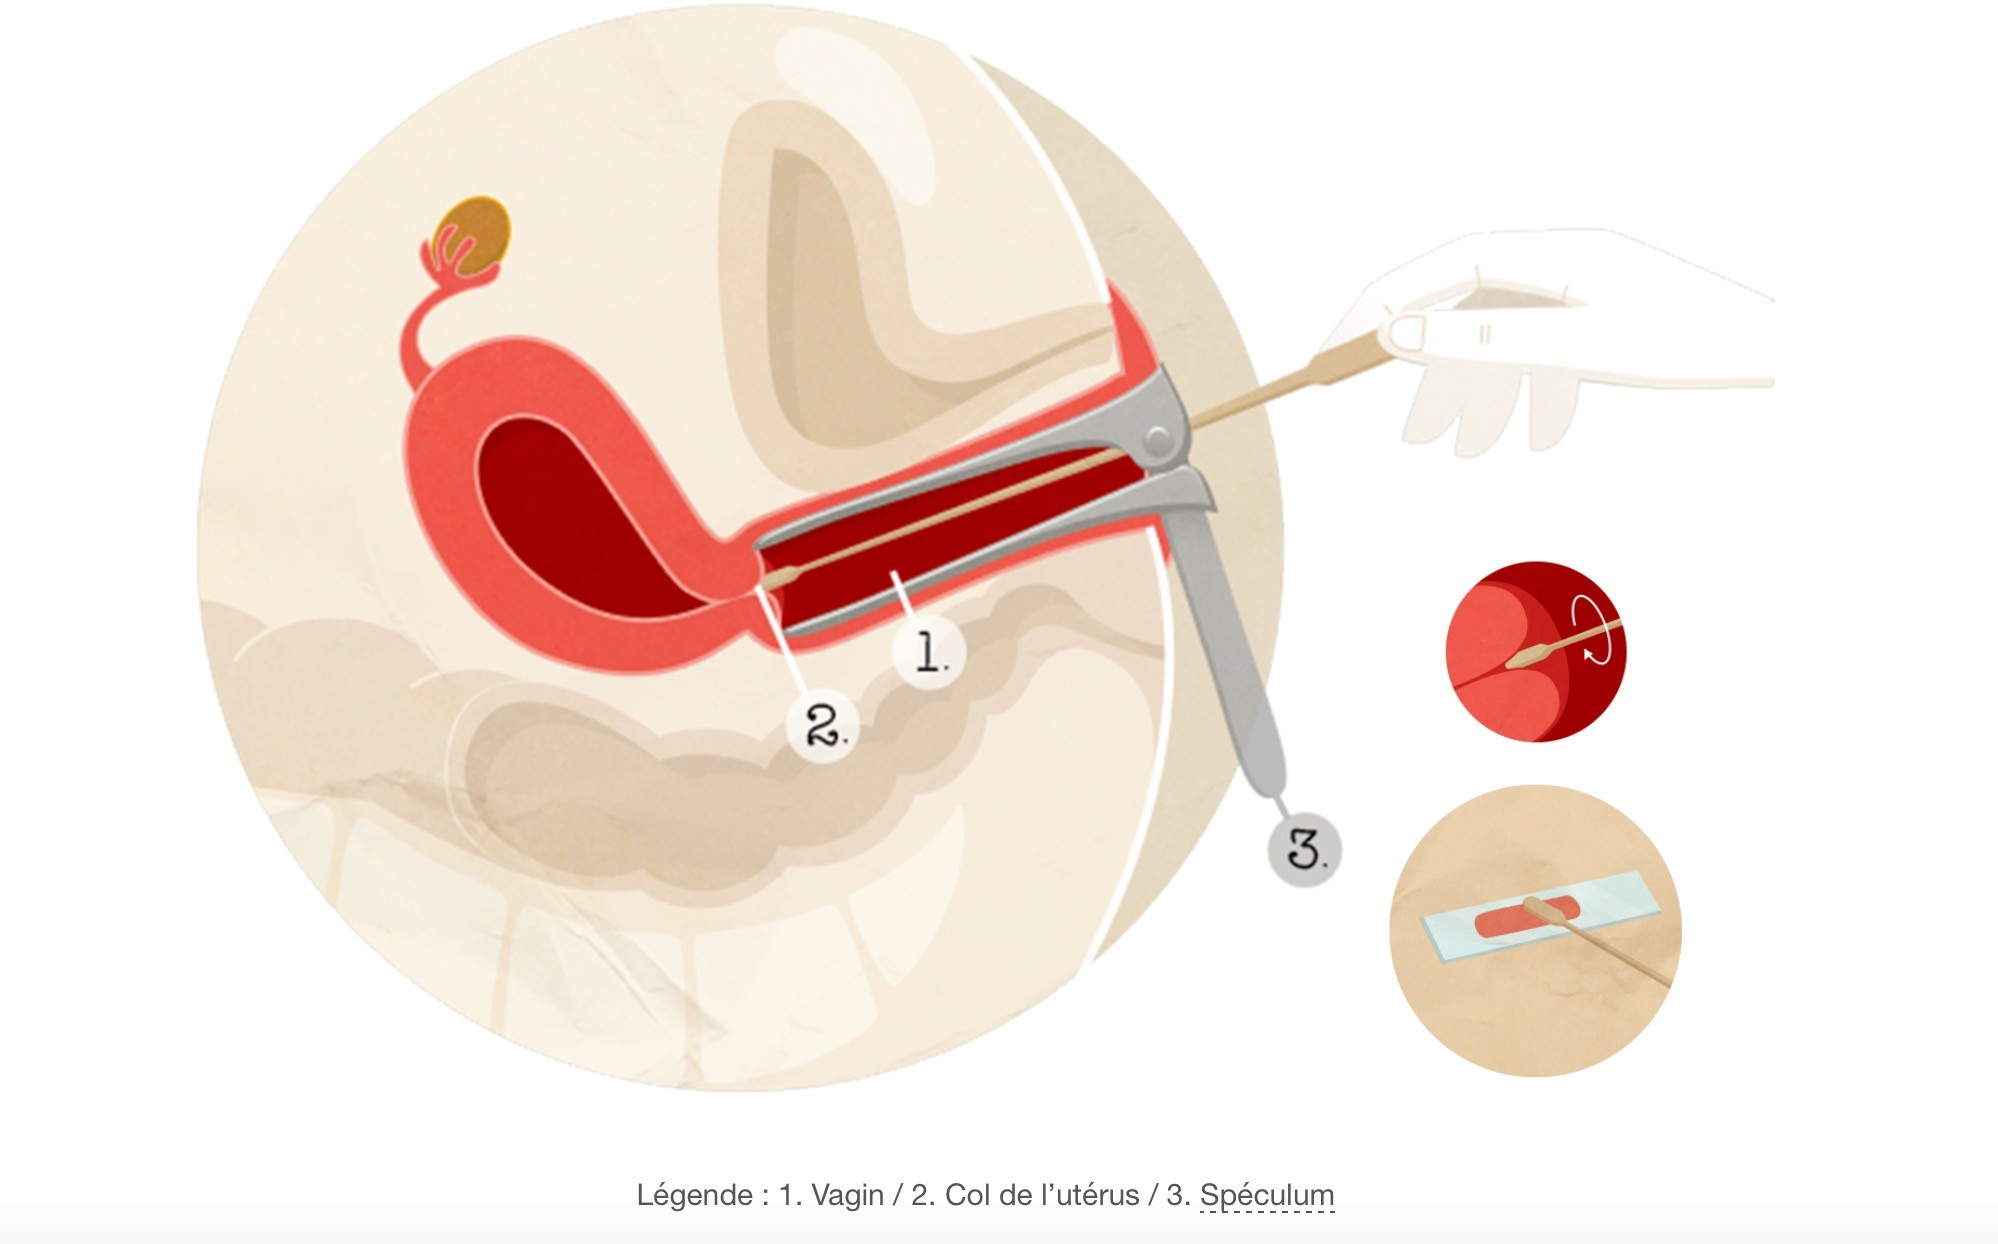 1.
2.
3.
Légende : 1. Vagin / 2. Col de l’utérus / 3. Spéculum